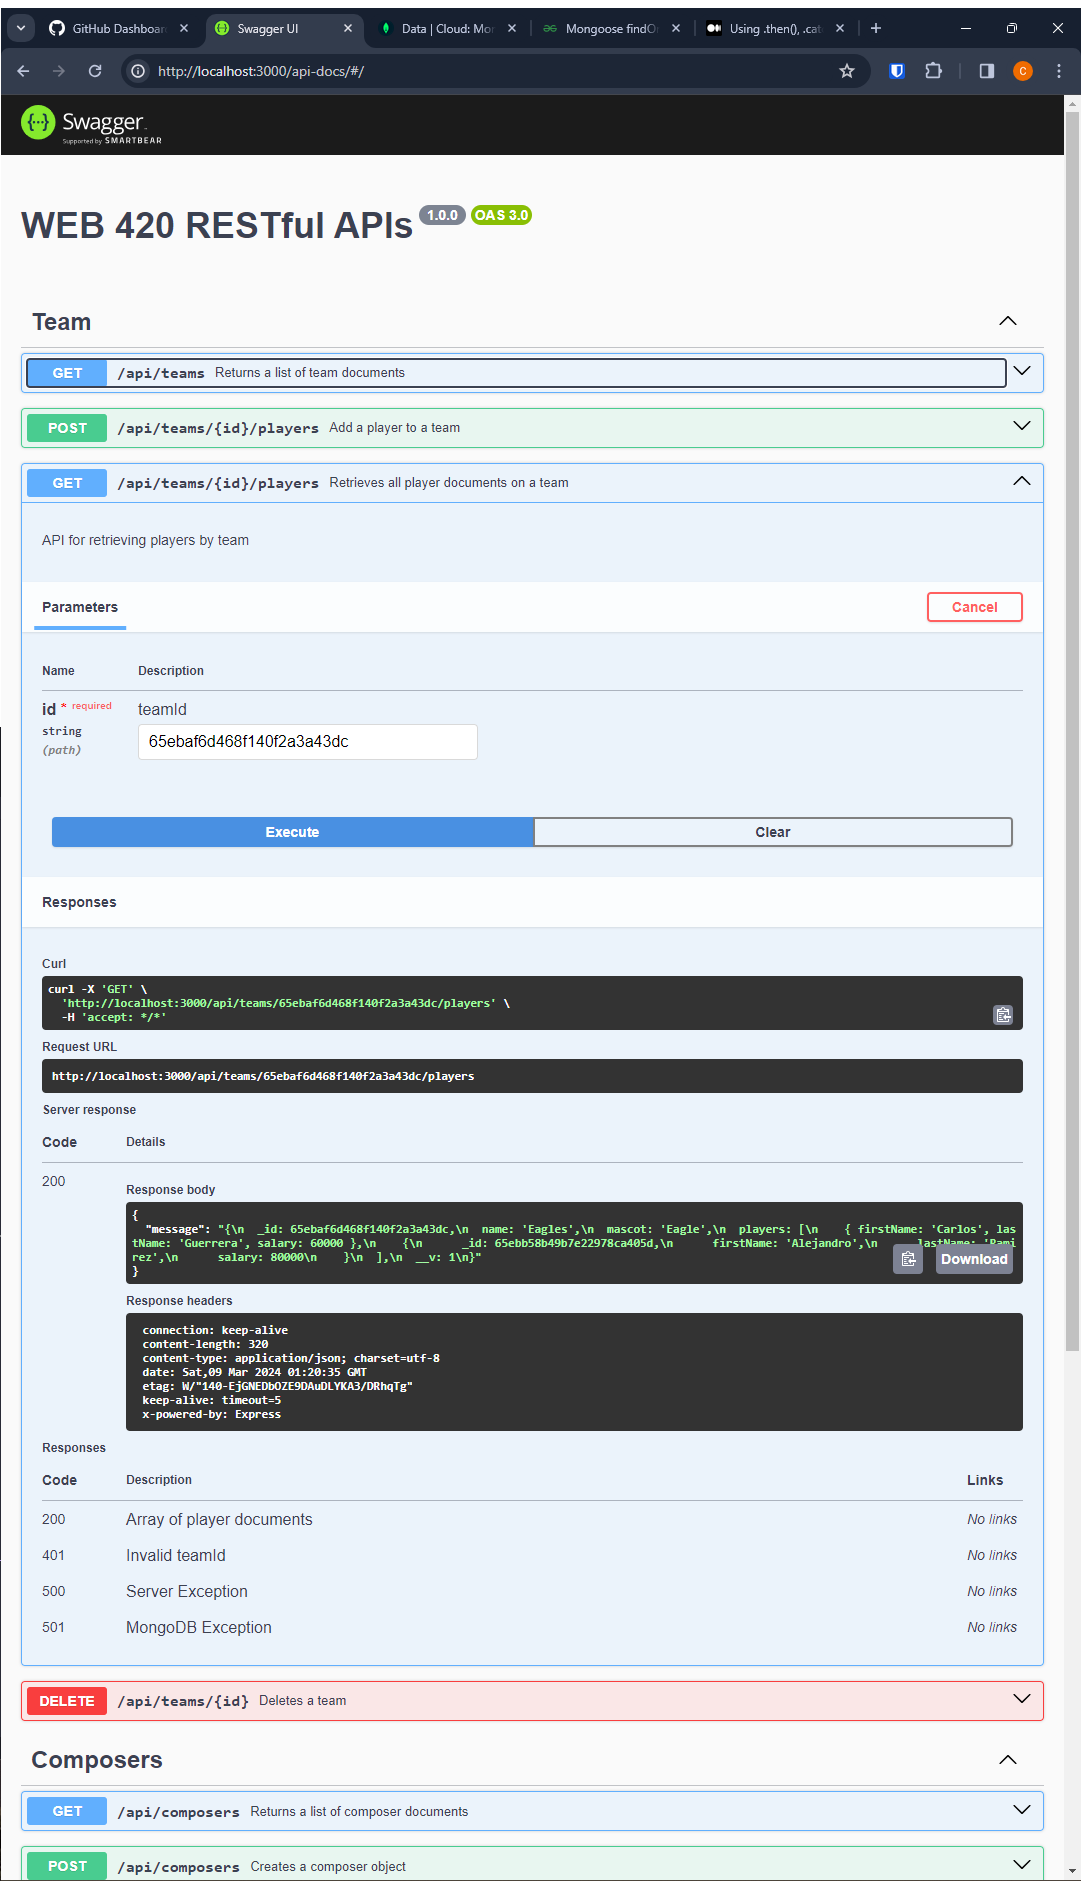 GitHub Dashboar
Swagger UI
Data | Cloud: Mon
Mongoose findO
Using .then(), .cat
http://localhost:3000/api-docs/#/
C
Swagger
Supported by SMARTBEAR
WEB 420 RESTful APIs 1.0.0 OAS 3.0
Team
GET /api/teams Returns a list of team documents
POST /api/teams/{id}/players Add a player to a team
GET /api/teams/{id}/players Retrieves all player documents on a team
API for retrieving players by team
Parameters
Cancel
Name Description
id * required teamId
string
65ebaf6d468f140f2a3a43dc
(path)
Execute
Clear
Responses
Curl
curl -X 'GET' \
'http://localhost:3000/api/teams/65ebaf6d468f140f2a3a43dc/players' \
-H 'accept: */*'
Request URL
http://localhost:3000/api/teams/65ebaf6d468f140f2a3a43dc/players
Server response
Code Details
200
Response body
{
"message": "{\n  _id: 65ebaf6d468f140f2a3a43dc,\n  name: 'Eagles',\n  mascot: 'Eagle',\n  players: [\n    { firstName: 'Carlos', las
tName: 'Guerrera', salary: 60000 },\n    {\n      _id: 65ebb58b49b7e22978ca405d,\n      firstName: 'Alejandro',\n      lastName: 'Rami
rez',\n      salary: 80000\n    }\n  ],\n  __v: 1\n}"
}
Download
Response headers
connection: keep-alive
content-length: 320
content-type: application/json; charset=utf-8
date: Sat,09 Mar 2024 01:20:35 GMT
etag: W/"140-EjGNEDbOZE9DAuDLYKA3/DRhqTg"
keep-alive: timeout=5
x-powered-by: Express
Responses
Code Description Links
200 Array of player documents No links
401 Invalid teamId No links
500 Server Exception No links
501 MongoDB Exception No links
DELETE /api/teams/{id} Deletes a team
Composers
GET /api/composers Returns a list of composer documents
POST /api/composers Creates a composer object